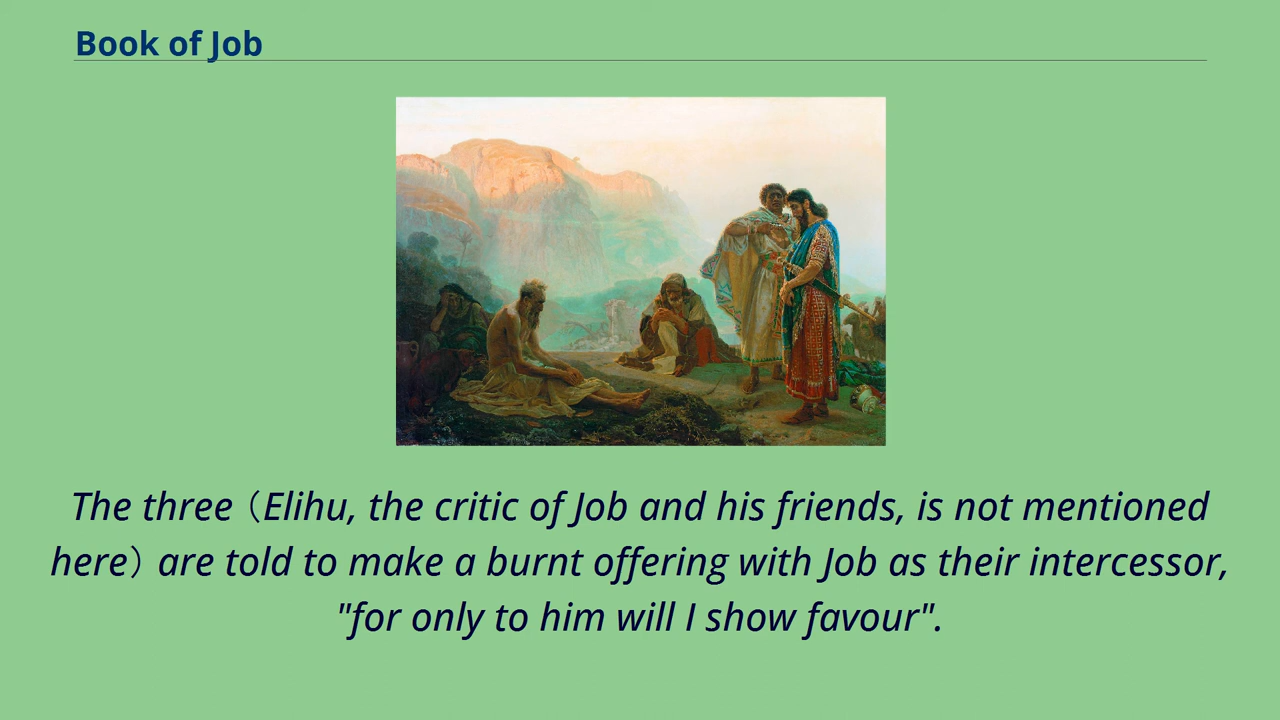 Book of Job
The three（Elihu, the critic of Job and his friends, is not mentioned
here）are told to make a burnt offering with Job as their intercessor,
"for only to him will I show favour".